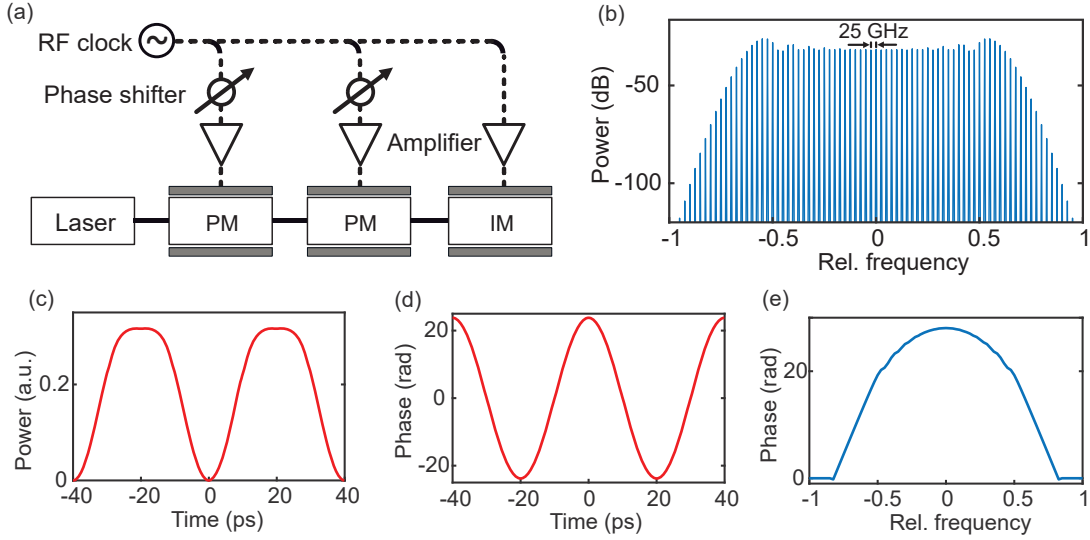 (a)
RF clock
Phase shifter
Amplifier
Laser
PM
PM
IM
(b)
25 GHz
Power (dB)
-50
-100
-1
-0.5
0
0.5
1
Rel. frequency
(c)
Power (a.u.)
0.2
0
-40
-20
0
20
40
Time (ps)
(d)
Phase (rad)
20
0
-20
-40
-20
0
20
40
Time (ps)
(e)
Phase (rad)
20
0
-1
-0.5
0
0.5
1
Rel. frequency